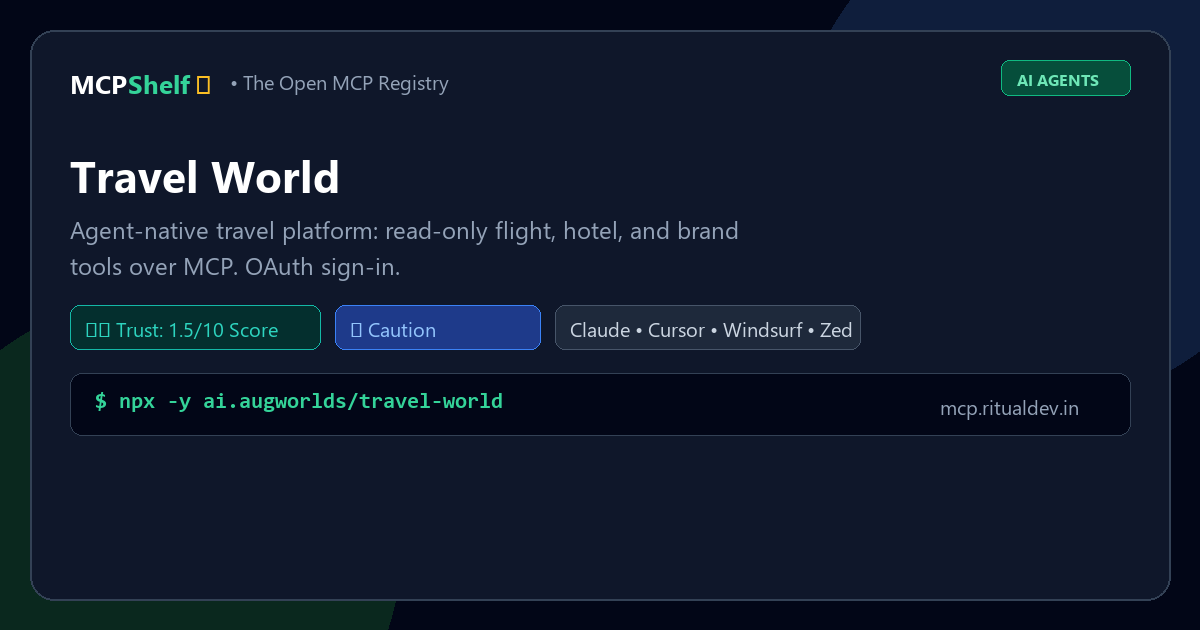 MCPShelf • The Open MCP Registry
AI AGENTS
Travel World
Agent-native travel platform: read-only flight, hotel, and brand
tools over MCP. OAuth sign-in.
Trust: 1.5/10 Score
Caution
Claude • Cursor • Windsurf • Zed
$ npx -y ai.augworlds/travel-world
mcp.ritualdev.in